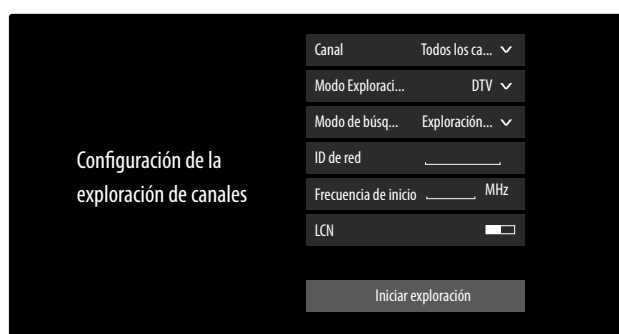 Configuración de la
exploración de canales
Canal Todos los ca...
Modo Exploraci... DTV
Modo de búsq... Exploración...
ID de red
Frecuencia de inicio MHz
LCN
Iniciar exploración